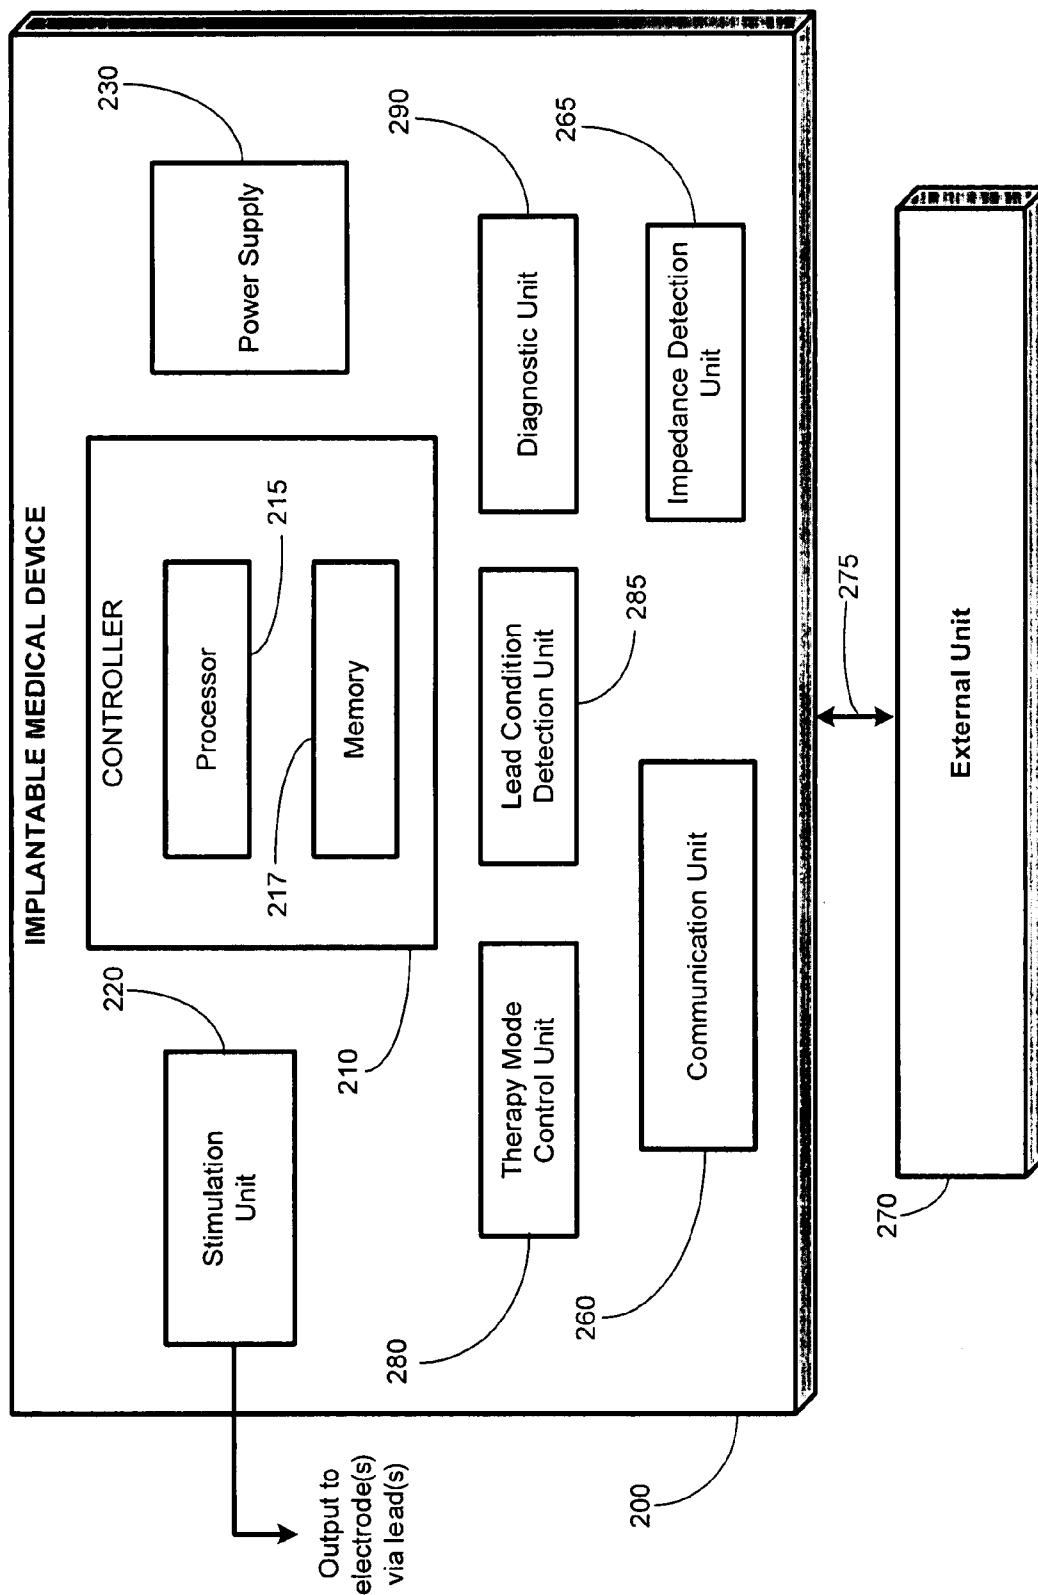 IMPLANTABLE MEDICAL DEVICE
220
Stimulation
Unit
CONTROLLER
Processor
215
217
Memory
210
230
Power Supply
Output to
electrode(s)
via lead(s)
280
Therapy Mode
Control Unit
Lead Condition
Detection Unit
285
290
Diagnostic Unit
260
Communication Unit
265
Impedance Detection
Unit
200
275
270
External Unit